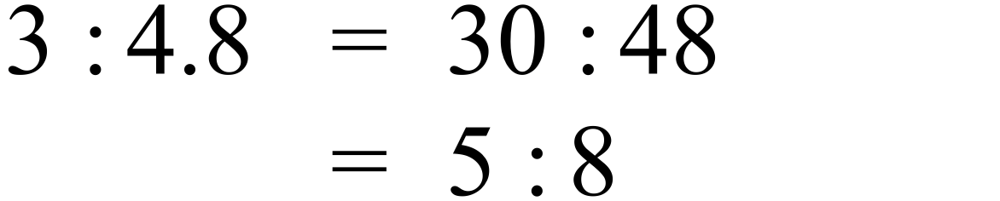 3 : 4.8 = 30 : 48
= 5 : 8